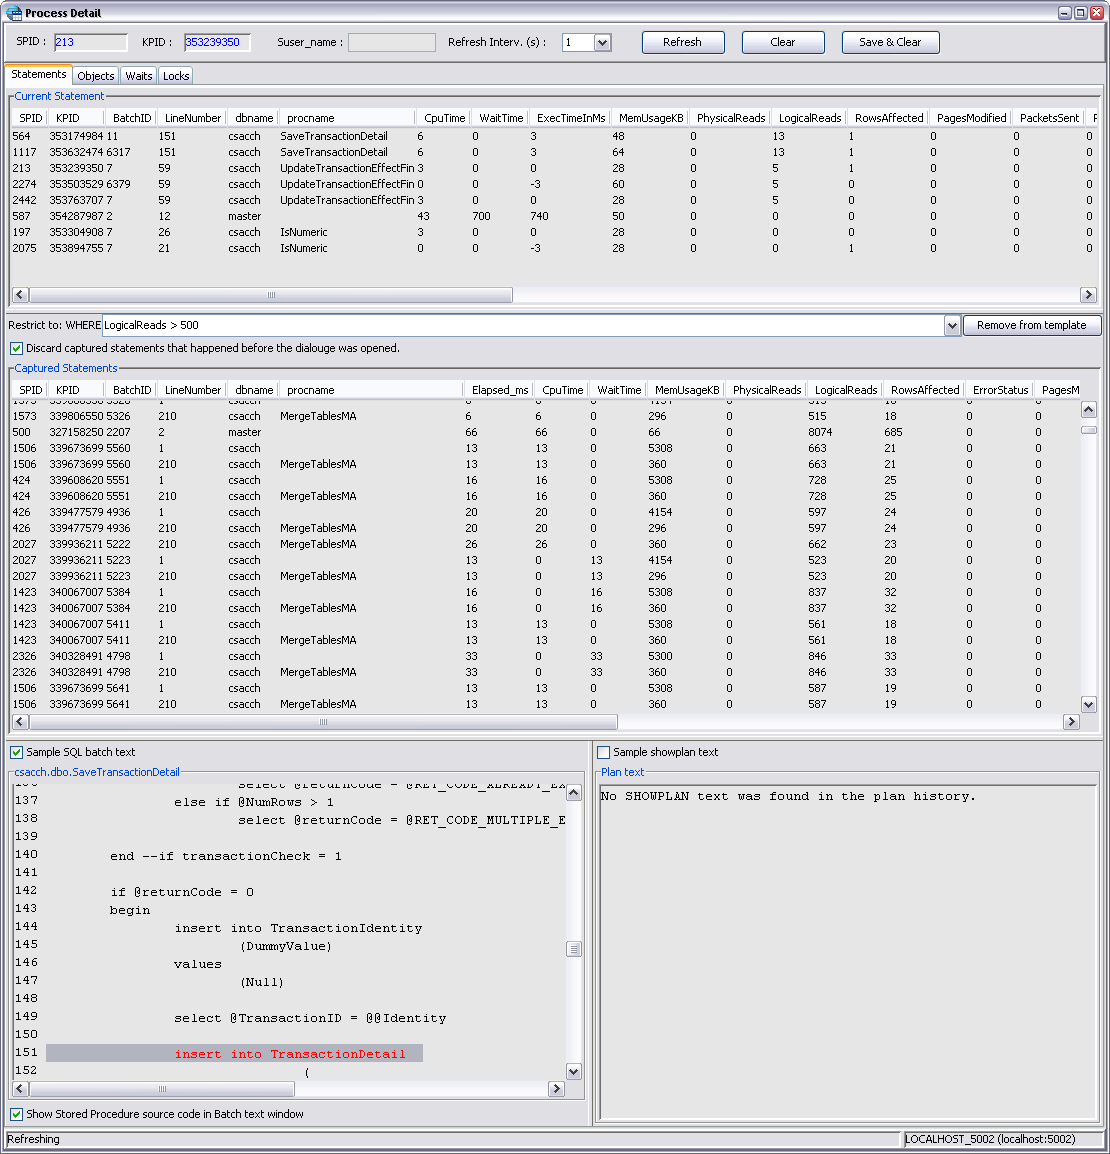 Process Detail
SPID : 213 KPID : 353239350 Suser_name : Refresh Interv. (s) : 1 Refresh Clear Save & Clear
Statements Objects Waits Locks
Current Statement
SPID KPID BatchID LineNumber dbname procname CpuTime WaitTime ExecTimeInMs MemUsageKB PhysicalReads LogicalReads RowsAffected PagesModified PacketsSent
564 353174984 11 151 csacch SaveTransactionDetail 6 0 3 48 0 13 1 0 0 0
1117 353632474 6317 151 csacch SaveTransactionDetail 6 0 3 64 0 13 1 0 0 0
213 353239350 7 59 csacch UpdateTransactionEffectFin 3 0 0 28 0 5 1 0 0 0
2274 353503529 6379 59 csacch UpdateTransactionEffectFin 0 0 -3 60 0 5 0 0 0 0
2442 353763707 7 59 csacch UpdateTransactionEffectFin 3 0 0 28 0 5 0 0 0 0
587 354287987 2 12 master 43 700 740 50 0 0 0 0 0 0
197 353304908 7 26 csacch IsNumeric 3 0 0 28 0 0 0 0 0 0
2075 353894755 7 21 csacch IsNumeric 0 0 -3 28 0 0 1 0 0 0
Restrict to: WHERE LogicalReads > 500 Remove from template
Discard captured statements that happened before the dialouge was opened.
Captured Statements
SPID KPID BatchID LineNumber dbname procname Elapsed_ms CpuTime WaitTime MemUsageKB PhysicalReads LogicalReads RowsAffected ErrorStatus PagesM
1573 339806550 5326 210 csacch MergeTablesMA 6 6 0 296 0 515 18 0 0
500 327158250 2207 2 master 66 66 0 66 0 8074 685 0 0
1506 339673699 5560 1 csacch 13 13 0 5308 0 663 21 0 0
1506 339673699 5560 210 csacch MergeTablesMA 13 13 0 360 0 663 21 0 0
424 339608620 5551 1 csacch 16 16 0 5308 0 728 25 0 0
424 339608620 5551 210 csacch MergeTablesMA 16 16 0 360 0 728 25 0 0
426 339477579 4936 1 csacch 20 20 0 4154 0 597 24 0 0
426 339477579 4936 210 csacch MergeTablesMA 20 20 0 296 0 597 24 0 0
2027 339936211 5222 210 csacch MergeTablesMA 26 26 0 360 0 662 23 0 0
2027 339936211 5223 1 csacch 13 0 13 4154 0 523 20 0 0
2027 339936211 5223 210 csacch MergeTablesMA 13 0 13 296 0 523 20 0 0
1423 340067007 5384 1 csacch 16 0 16 5308 0 837 32 0 0
1423 340067007 5384 210 csacch MergeTablesMA 16 0 16 360 0 837 32 0 0
1423 340067007 5411 1 csacch 13 13 0 5308 0 561 18 0 0
1423 340067007 5411 210 csacch MergeTablesMA 13 13 0 360 0 561 18 0 0
2326 340328491 4798 1 csacch 33 0 33 5300 0 846 33 0 0
2326 340328491 4798 210 csacch MergeTablesMA 33 0 33 360 0 846 33 0 0
1506 339673699 5641 1 csacch 13 13 0 5308 0 587 19 0 0
1506 339673699 5641 210 csacch MergeTablesMA 13 13 0 360 0 587 19 0 0
Sample SQL batch text
csacch.dbo.SaveTransactionDetail
136 select @returnCode = @RET_CODE_ALREADY_EX
137 else if @NumRows > 1
138 select @returnCode = @RET_CODE_MULTIPLE_E
139
140 end --if transactionCheck = 1
141
142 if @returnCode = 0
143 begin
144 insert into TransactionIdentity
145 (DummyValue)
146 values
147 (Null)
148
149 select @TransactionID = @@Identity
150
151 insert into TransactionDetail
152 (
Show Stored Procedure source code in Batch text window
Sample showplan text
Plan text
No SHOWPLAN text was found in the plan history.
Refreshing
LOCALHOST_5002 (localhost:5002)